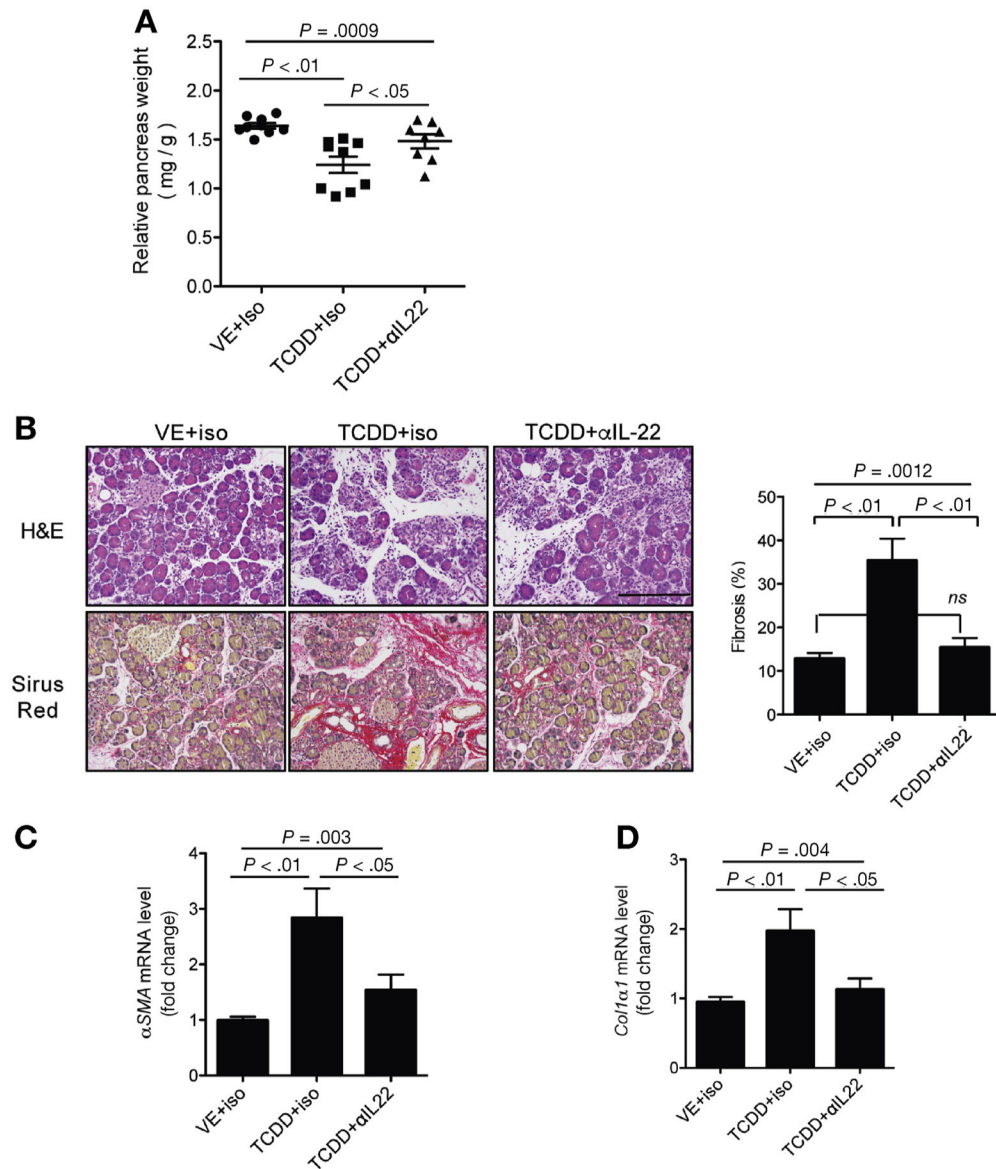 A
P = .0009
P < .01
P < .05
2.5
2.0
1.5
1.0
0.5
0.0
Relative pancreas weight
( mg / g )
VE+Iso
TCDD+Iso
TCDD+αIL22
B
VE+iso
TCDD+iso
TCDD+αIL-22
H&E
Sirus
Red
P = .0012
P < .01
P < .01
ns
50
40
30
20
10
0
Fibrosis (%)
VE+iso
TCDD+iso
TCDD+αIL22
C
P = .003
P < .01
P < .05
4
3
2
1
0
αSMA mRNA level
(fold change)
VE+iso
TCDD+iso
TCDD+αIL22
D
P = .004
P < .01
P < .05
3
2
1
0
Col1α1 mRNA level
(fold change)
VE+iso
TCDD+iso
TCDD+αIL22